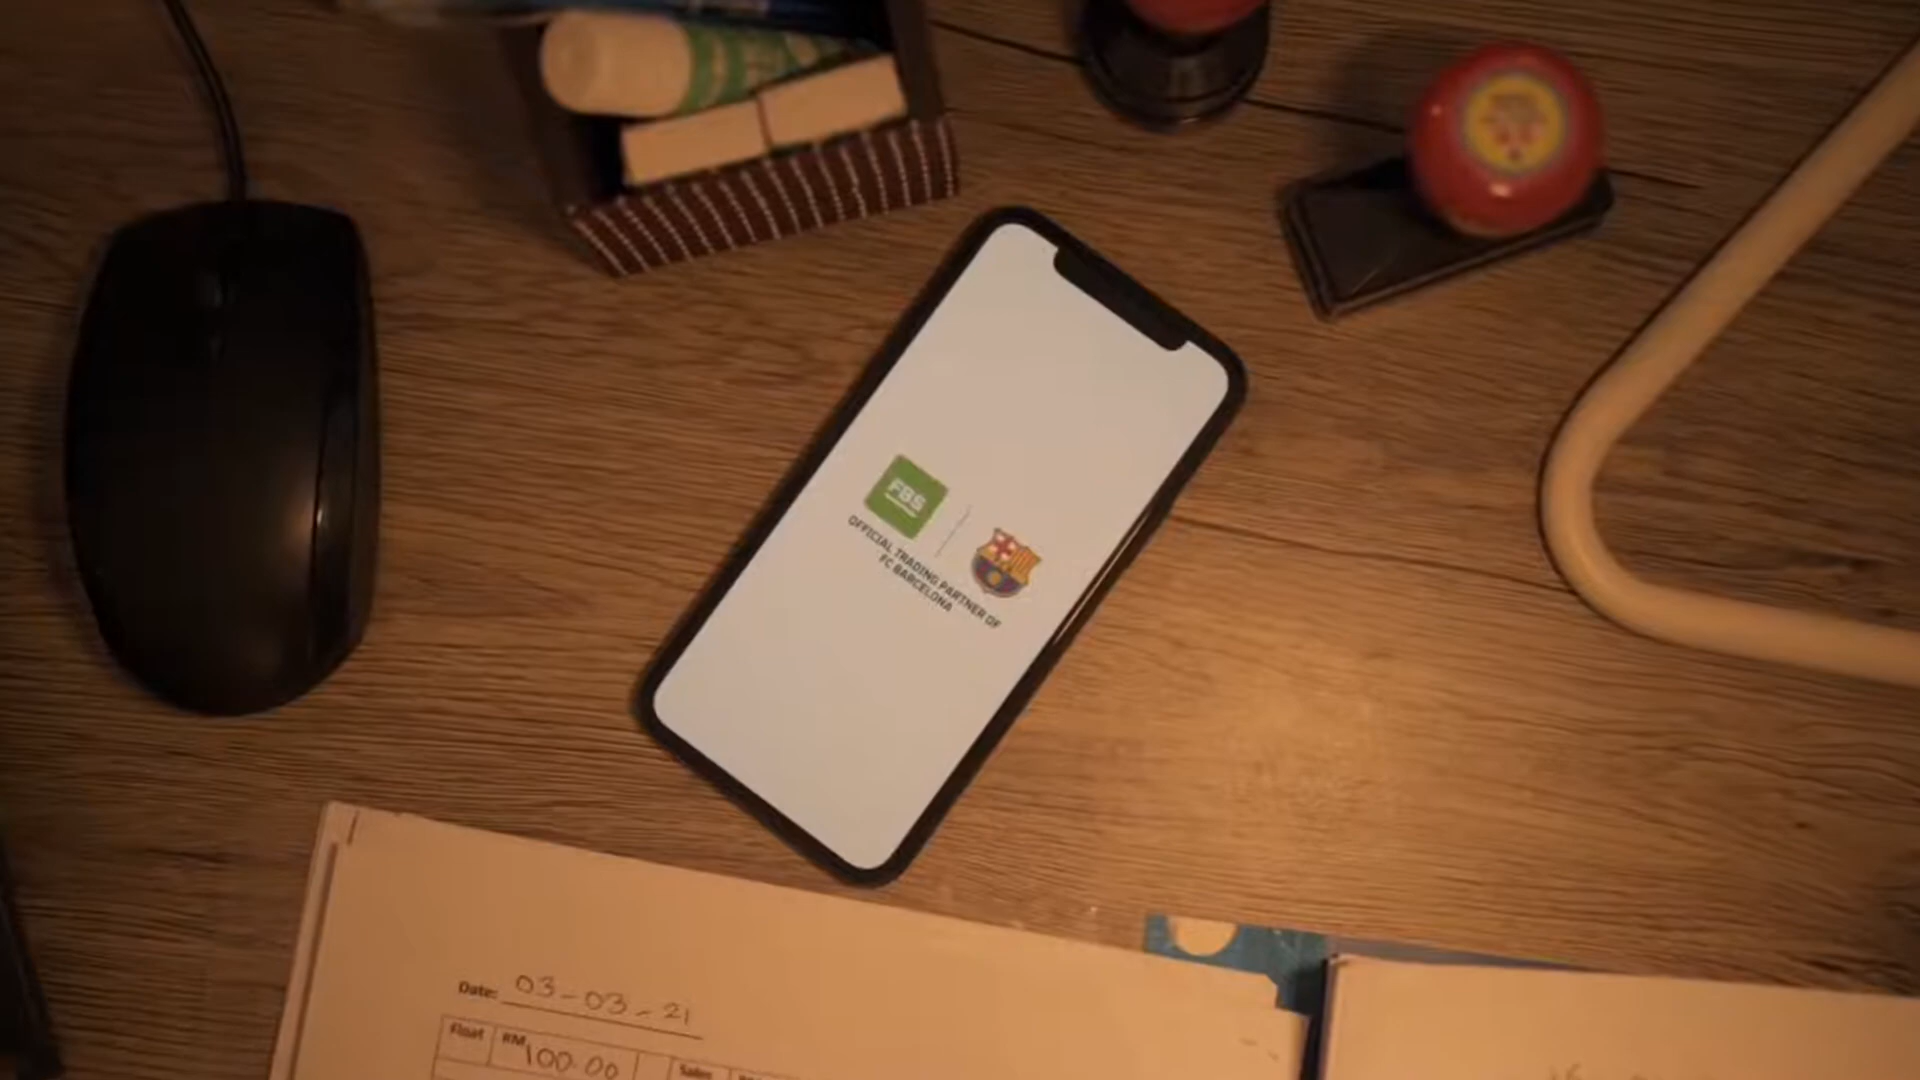 FBS
OFFICIAL TRADING PARTNER OF
FC BARCELONA
Date: 03-03-21
Float RM 100.00 Sales